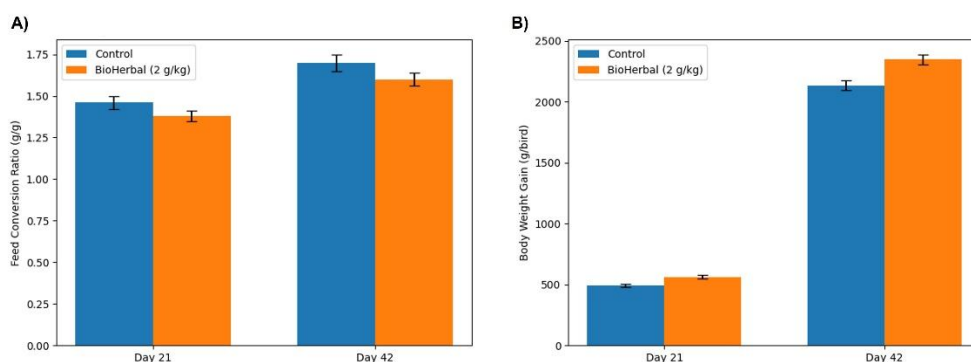 A)
Control
BioHerbal (2 g/kg)
Feed Conversion Ratio (g/g)
1.75
1.50
1.25
1.00
0.75
0.50
0.25
0.00
Day 21
Day 42
B)
Control
BioHerbal (2 g/kg)
Body Weight Gain (g/bird)
2500
2000
1500
1000
500
0
Day 21
Day 42